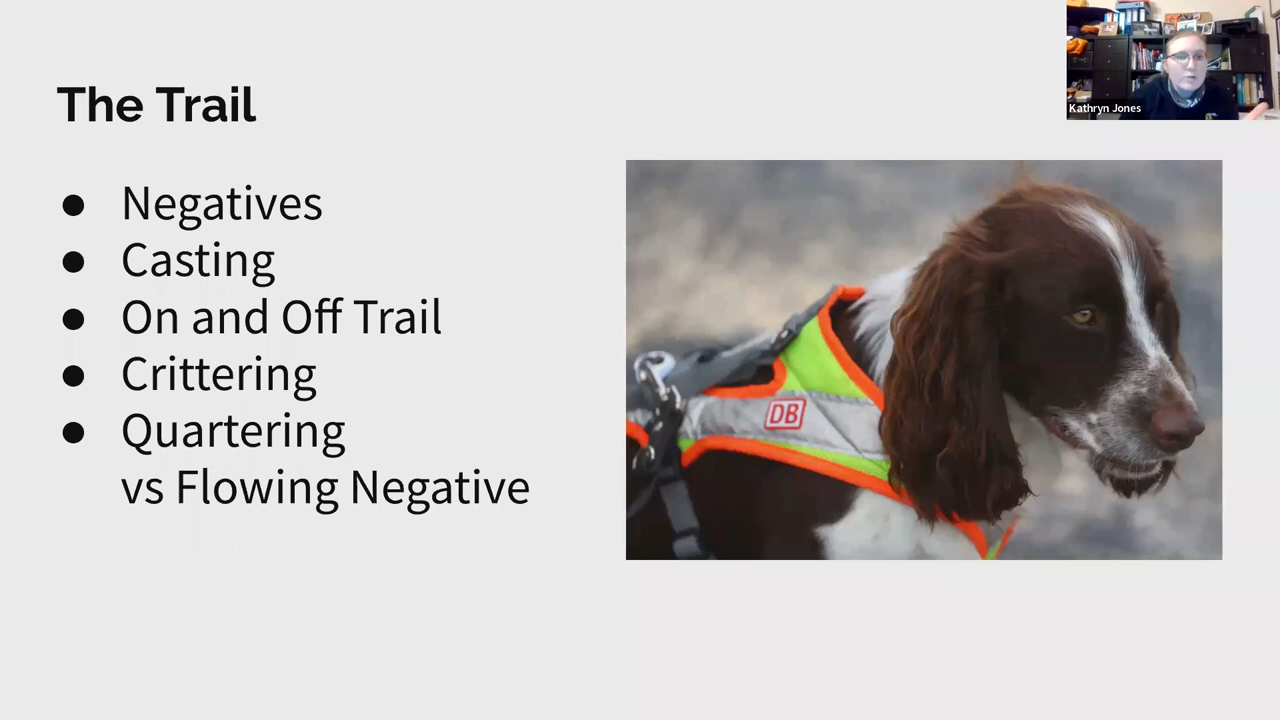 Kathryn Jones
The Trail
● Negatives
● Casting
● On and Off Trail
● Crittering
● Quartering
vs Flowing Negative
DB